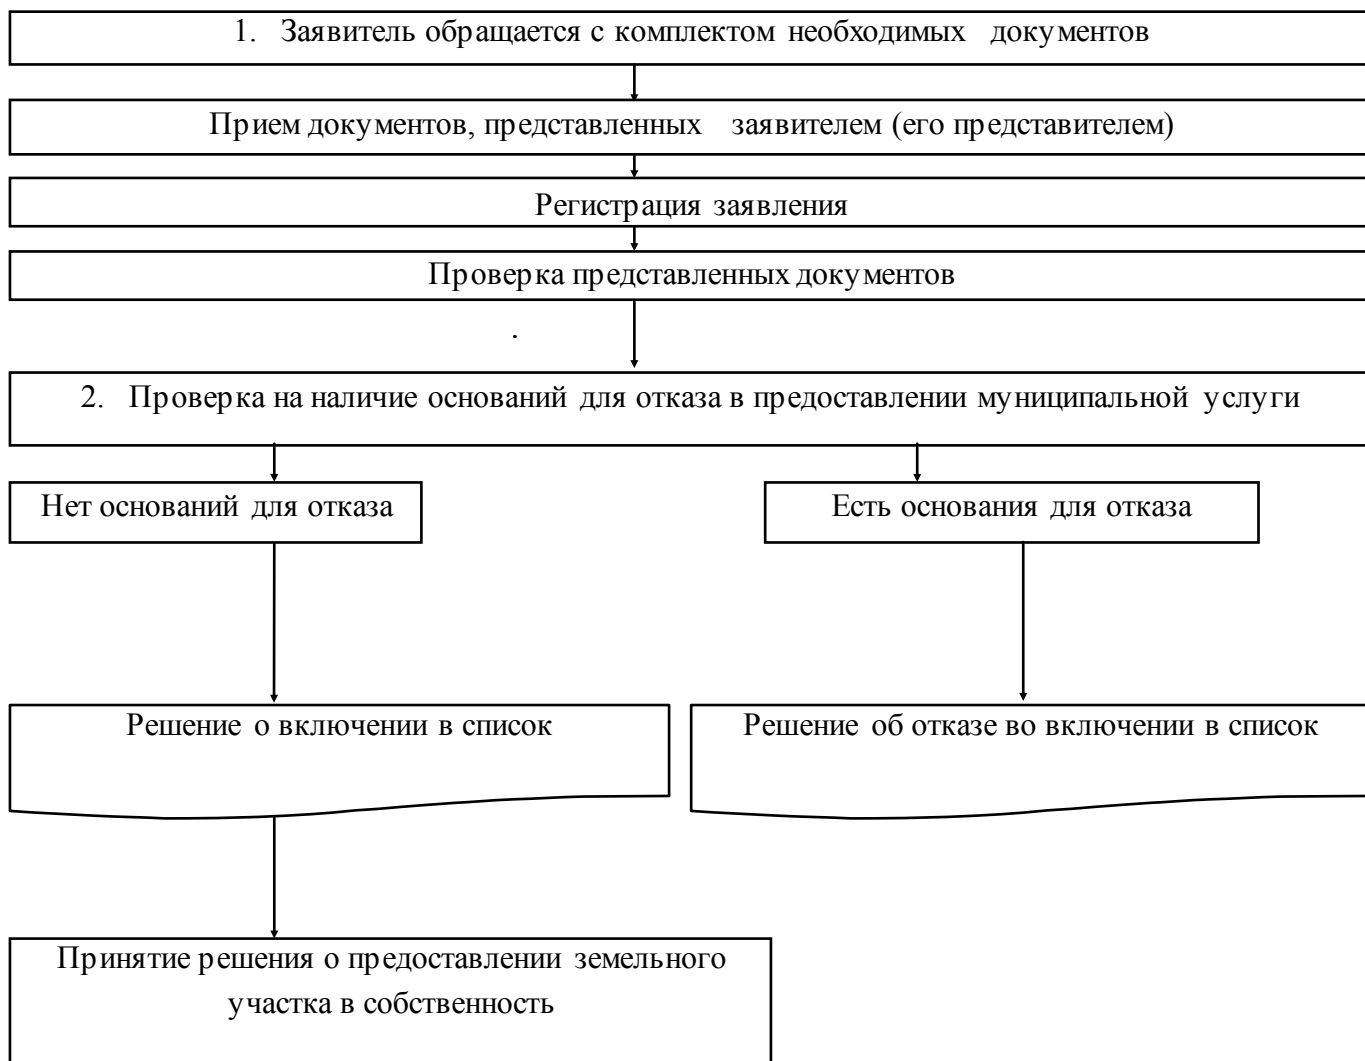 1. Заявитель обращается с комплектом необходимых документов
Прием документов, представленных заявителем (его представителем)
Регистрация заявления
Проверка представленных документов
.
2. Проверка на наличие оснований для отказа в предоставлении муниципальной услуги
Нет оснований для отказа
Есть основания для отказа
Решение о включении в список
Решение об отказе во включении в список
Принятие решения о предоставлении земельного
участка в собственность